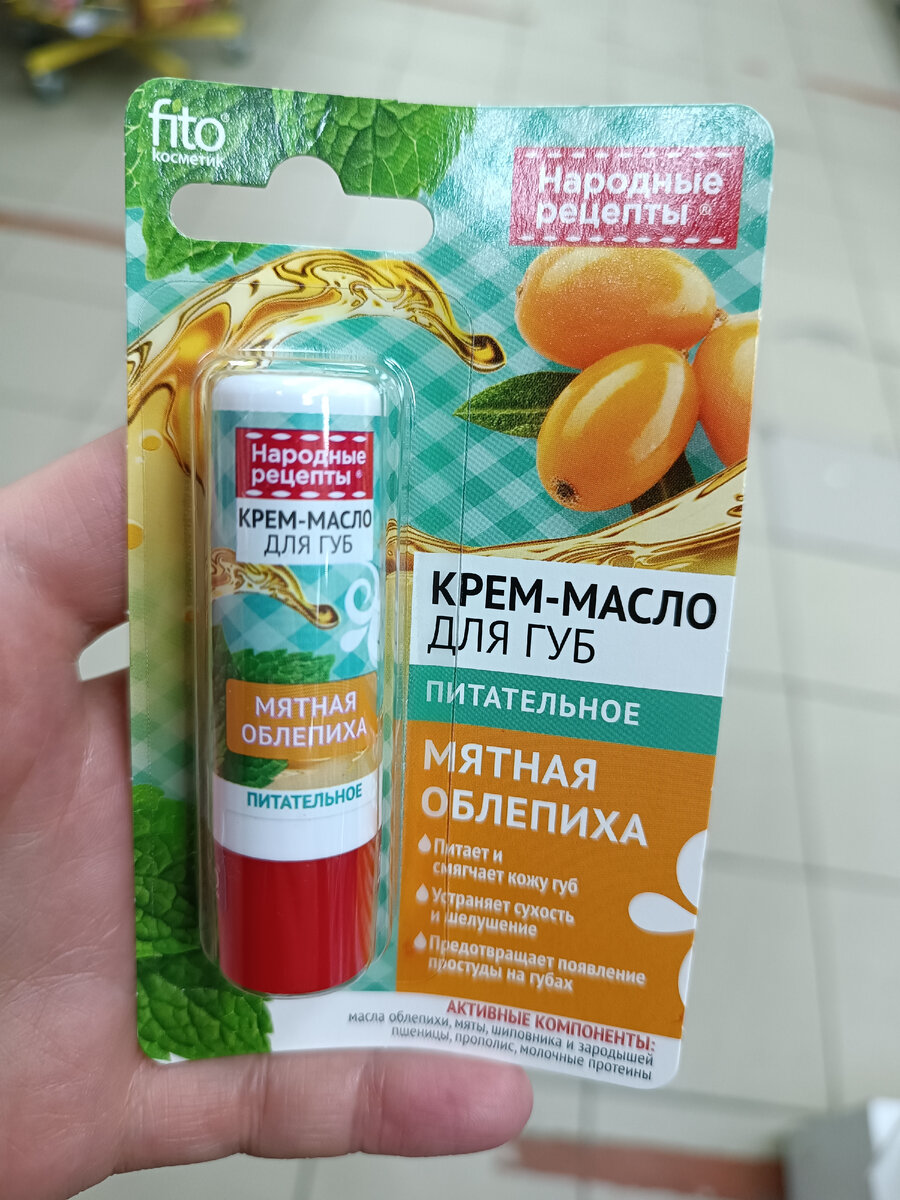 fito®
косметик
Народные
рецепты®
Народные
рецепты®
КРЕМ-МАСЛО
ДЛЯ ГУБ
МЯТНАЯ
ОБЛЕПИХА
ПИТАТЕЛЬНОЕ
КРЕМ-МАСЛО
ДЛЯ ГУБ
ПИТАТЕЛЬНОЕ
МЯТНАЯ
ОБЛЕПИХА
Питает и
смягчает кожу губ
Устраняет сухость
и шелушение
Предотвращает появление
простуды на губах
АКТИВНЫЕ КОМПОНЕНТЫ:
масла облепихи, мяты, шиповника и зародышей
пшеницы, прополис, молочные протеины